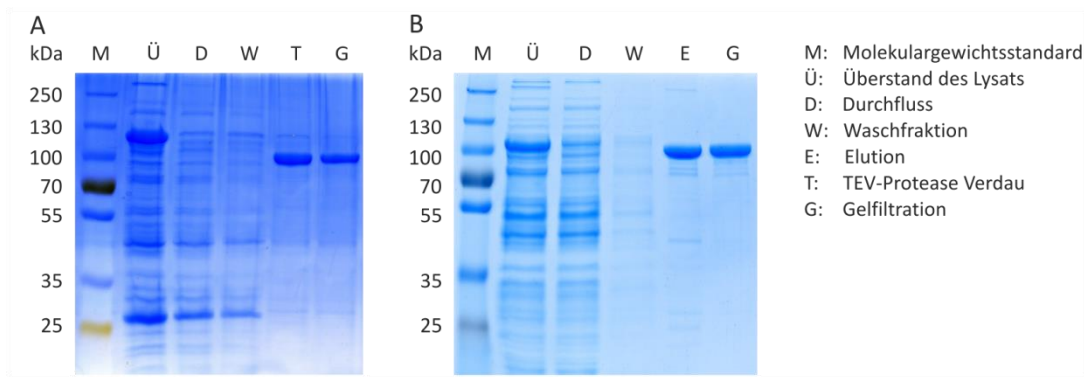 A
kDa M Ü D W T G
250
130
100
70
55
35
25
B
kDa M Ü D W E G
250
130
100
70
55
35
25
M: Molekulargewichtsstandard
Ü: Überstand des Lysats
D: Durchfluss
W: Waschfraktion
E: Elution
T: TEV-Protease Verdau
G: Gelfiltration